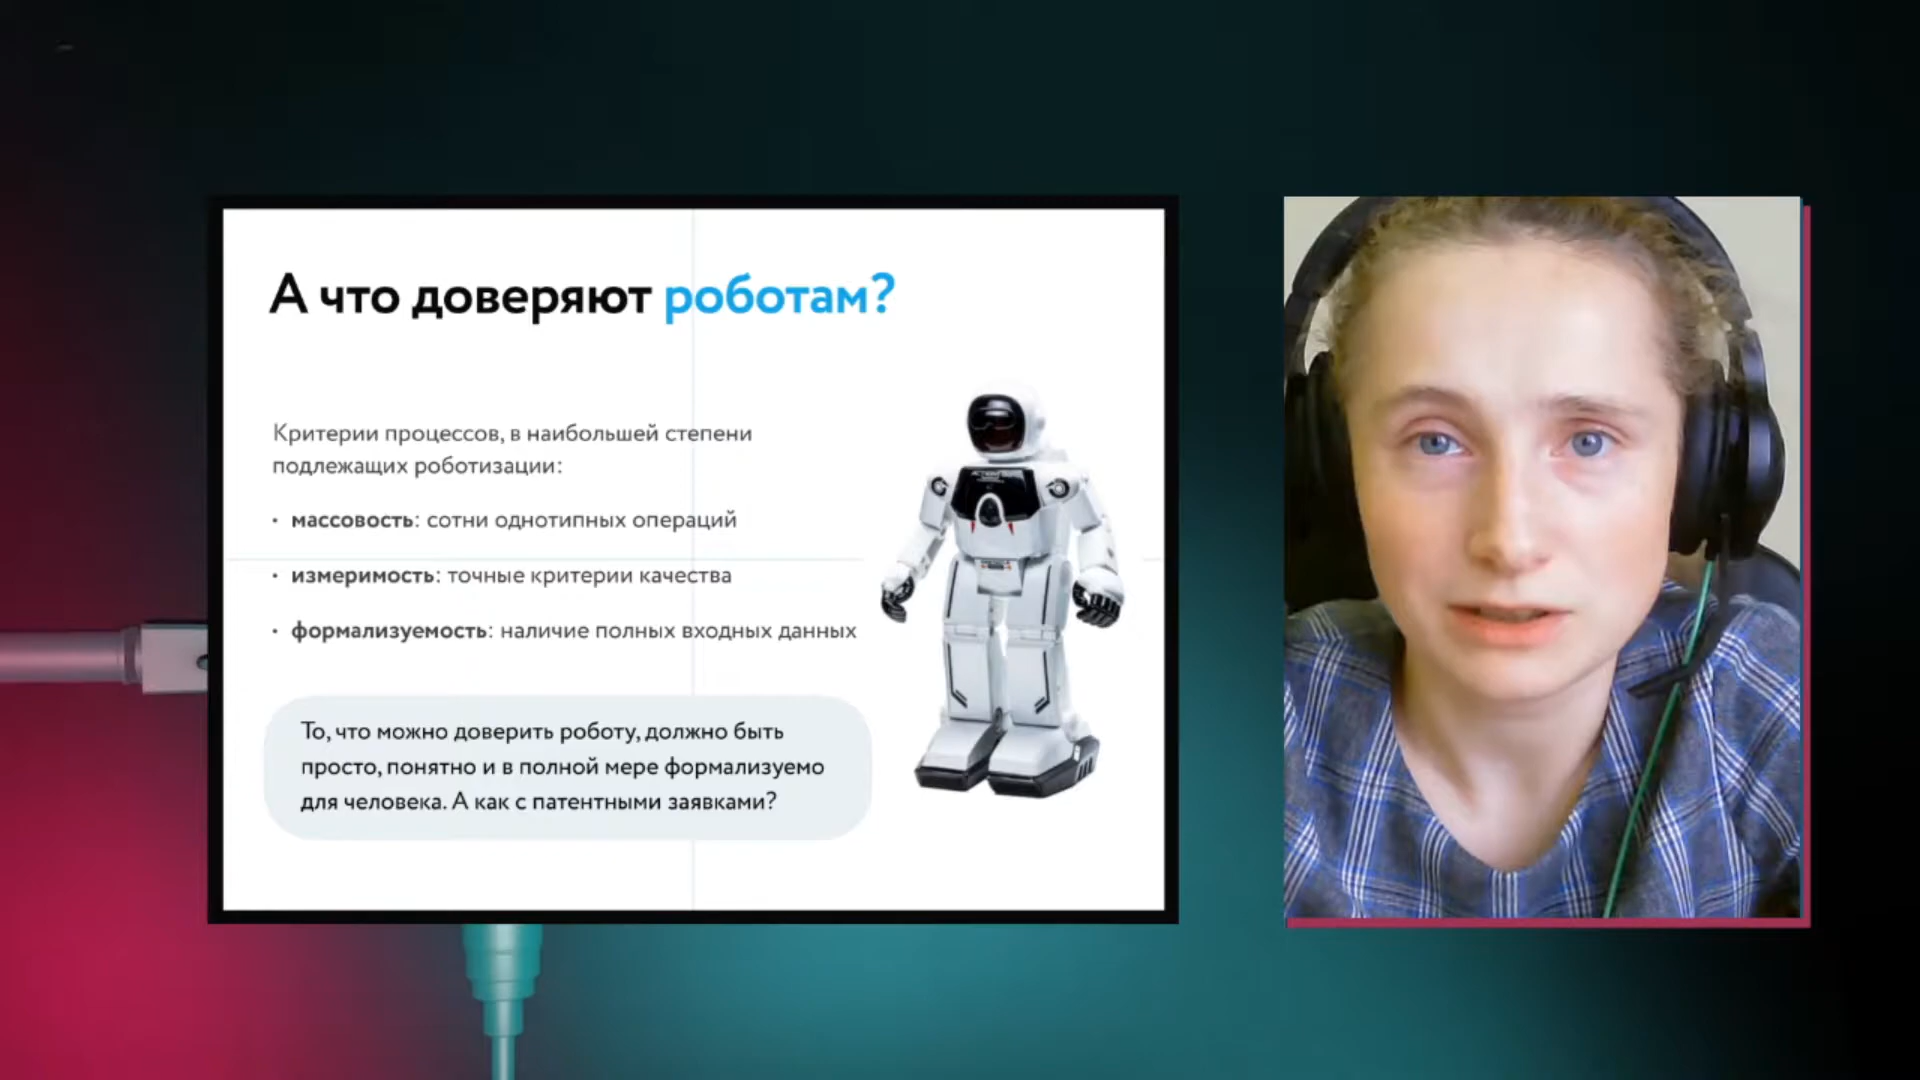 А что доверяют роботам?
Критерии процессов, в наибольшей степени
подлежащих роботизации:
• массовость: сотни однотипных операций
• измеримость: точные критерии качества
• формализуемость: наличие полных входных данных
То, что можно доверить роботу, должно быть
просто, понятно и в полной мере формализуемо
для человека. А как с патентными заявками?